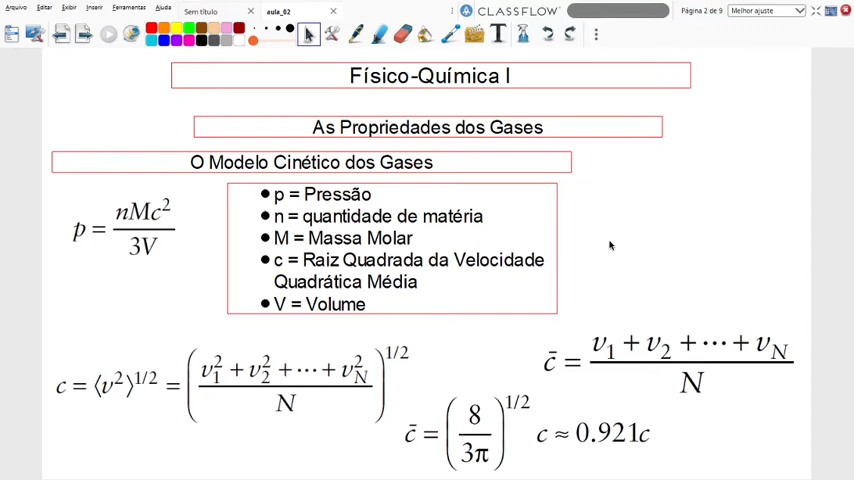 Arquivo Editar Exibir Inserir Ferramentas Ajuda
Sem título
aula_02
CLASSFLOW
Página 2 de 9
Melhor ajuste
Físico-Química I
As Propriedades dos Gases
O Modelo Cinético dos Gases
p = nMc²/3V
● p = Pressão
● n = quantidade de matéria
● M = Massa Molar
● c = Raiz Quadrada da Velocidade
Quadrática Média
● V = Volume
c = ⟨v²⟩^1/2 = ((v₁² + v₂² + ⋯ + v_N²)/N)^1/2
c̄ = (v₁ + v₂ + ⋯ + v_N)/N
c̄ = (8/3π)^1/2 c ≈ 0.921c